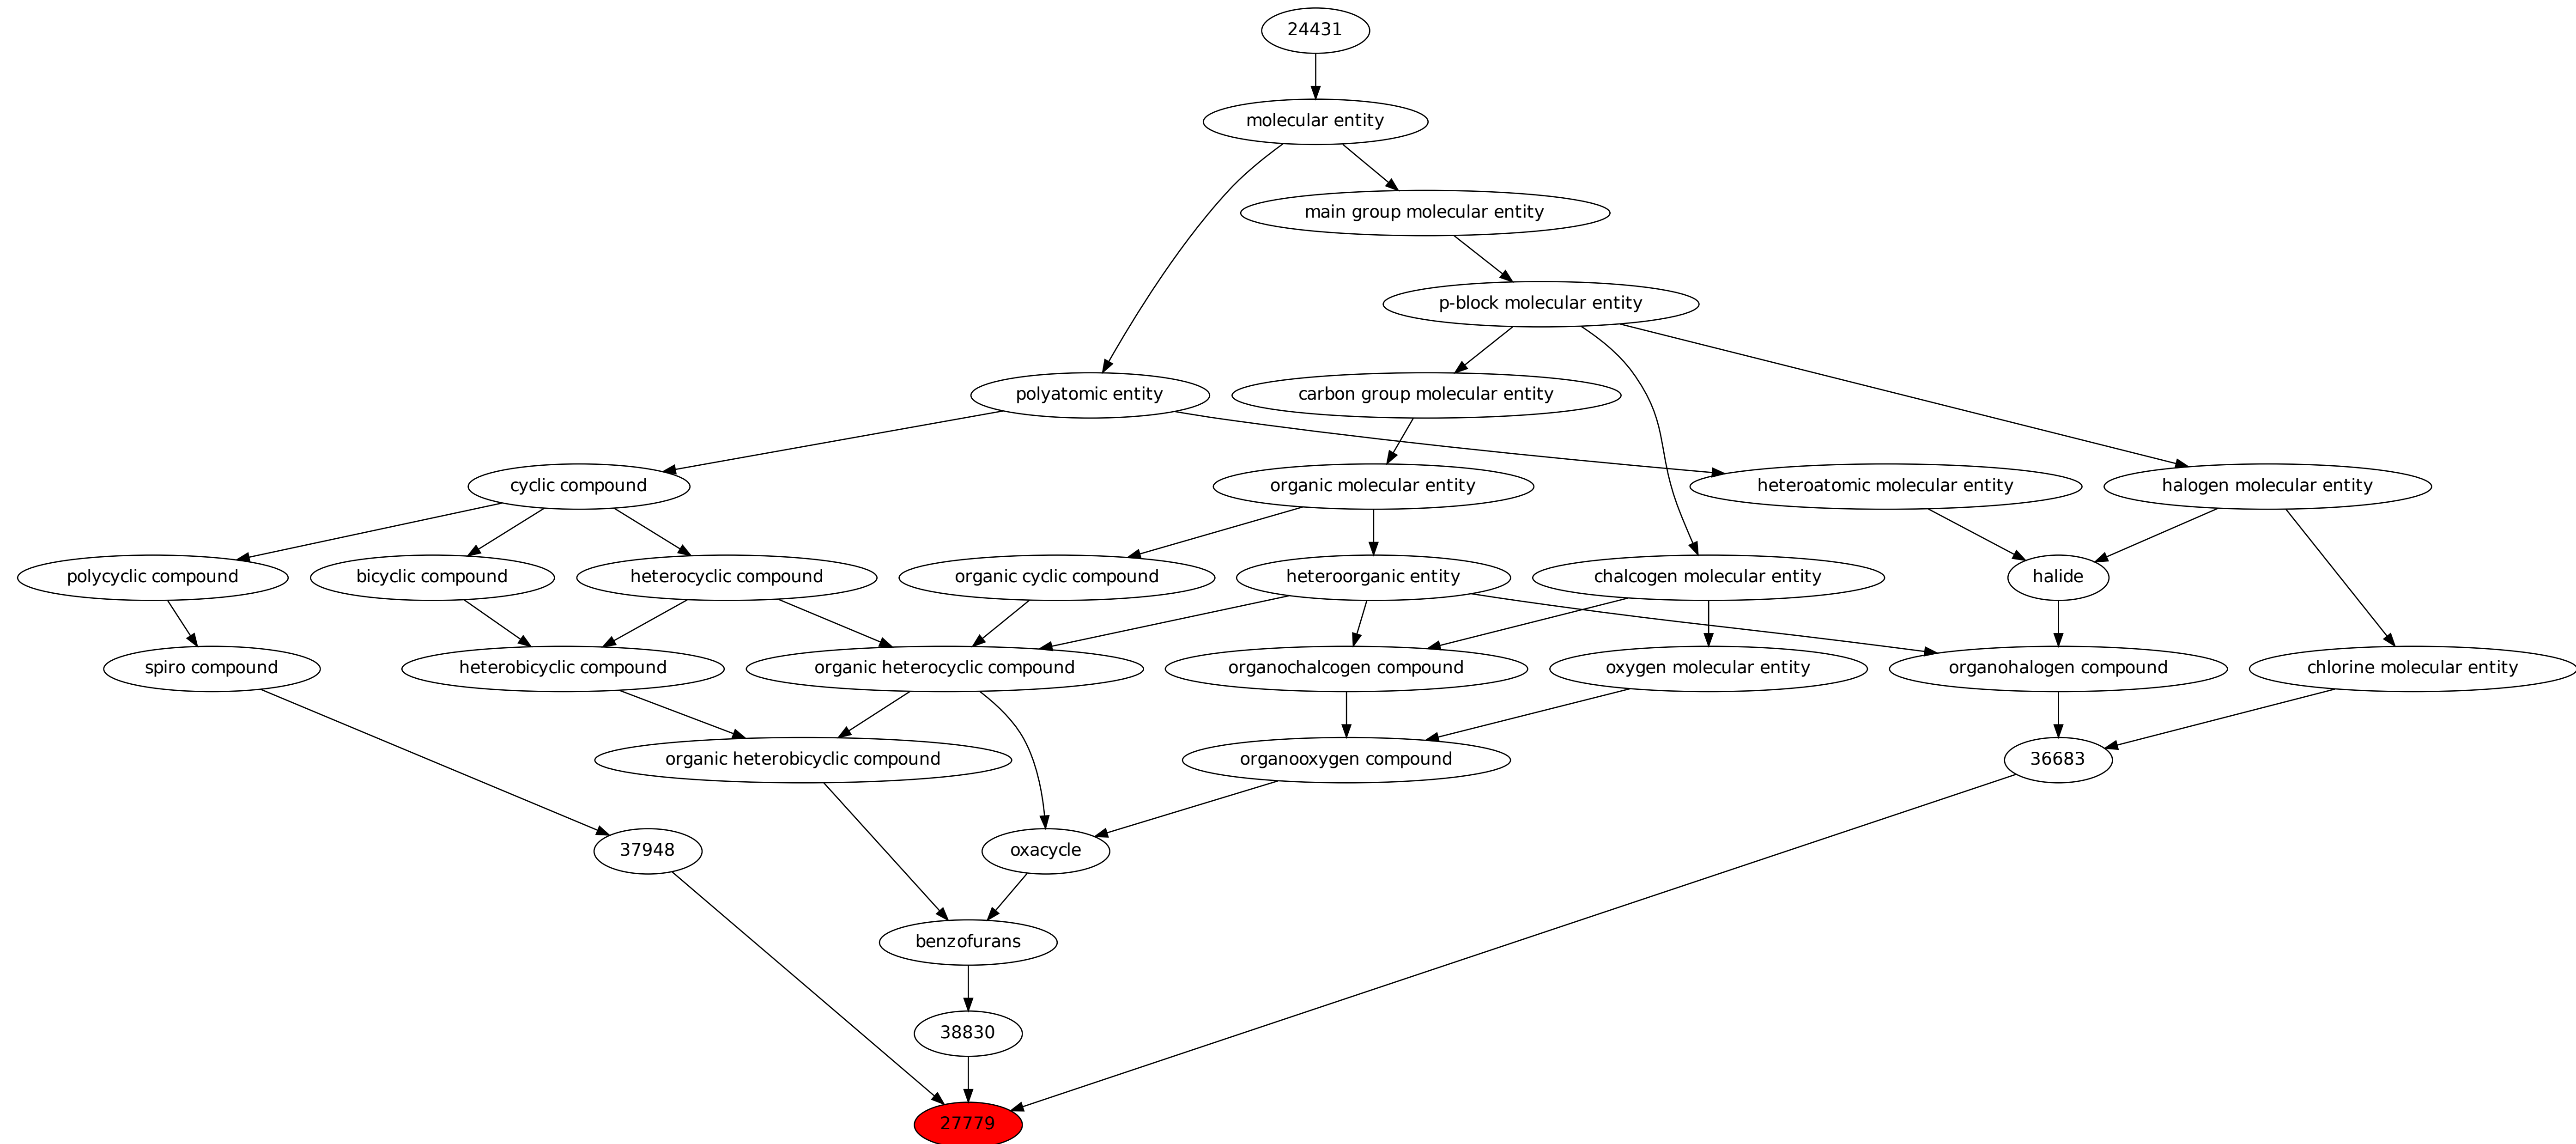 24431
molecular entity
main group molecular entity
p-block molecular entity
polyatomic entity
carbon group molecular entity
cyclic compound
organic molecular entity
heteroatomic molecular entity
halogen molecular entity
polycyclic compound
bicyclic compound
heterocyclic compound
organic cyclic compound
heteroorganic entity
chalcogen molecular entity
halide
spiro compound
heterobicyclic compound
organic heterocyclic compound
organochalcogen compound
oxygen molecular entity
organohalogen compound
chlorine molecular entity
organic heterobicyclic compound
organooxygen compound
36683
37948
oxacycle
benzofurans
38830
27779